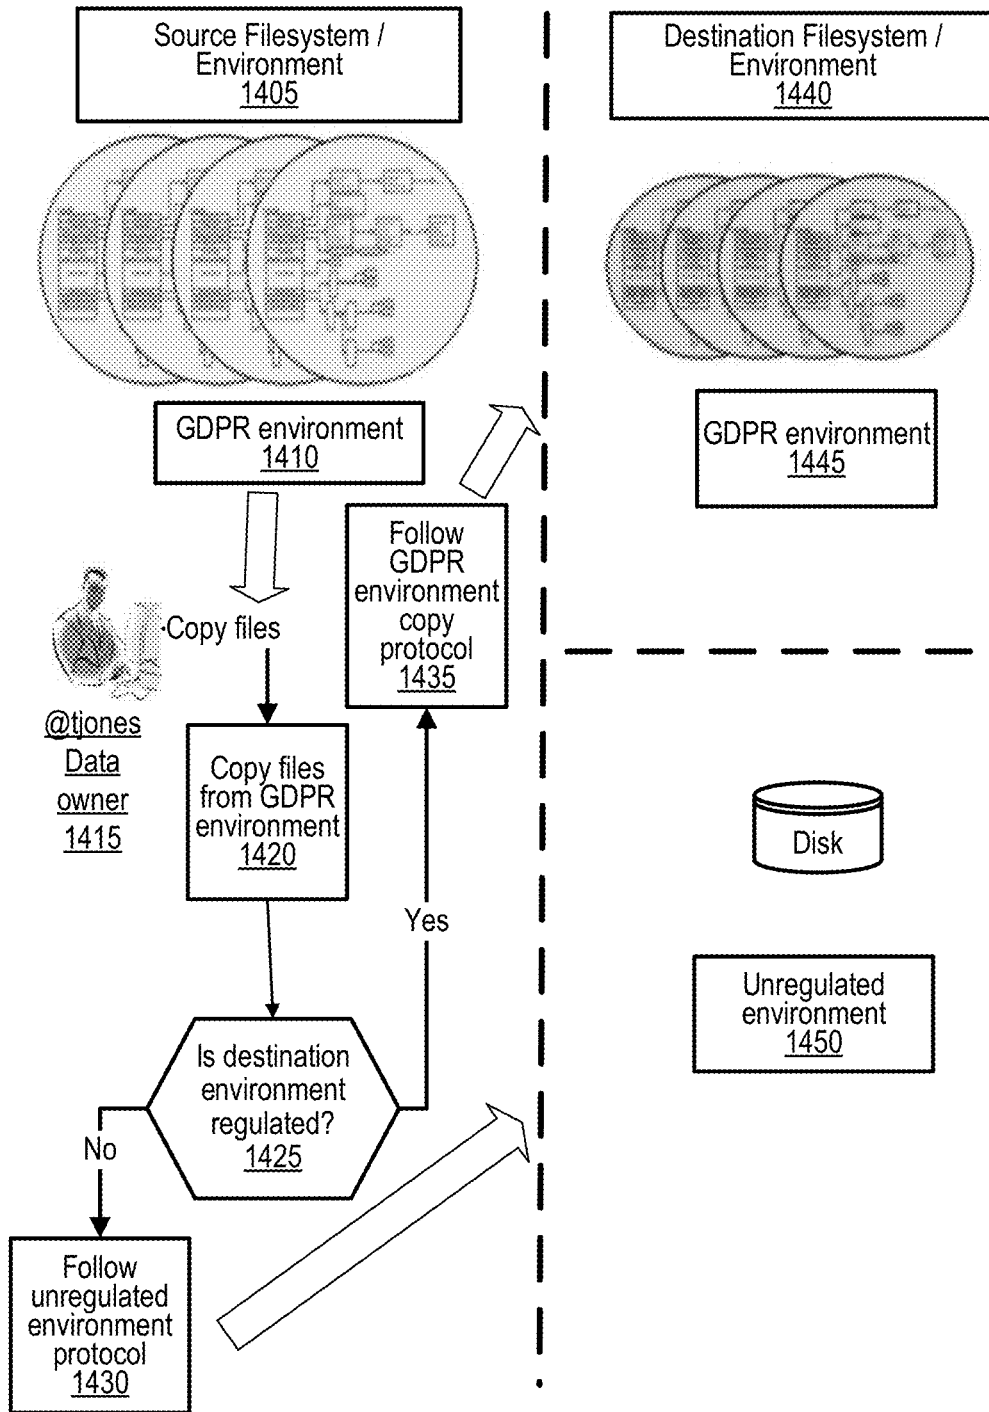 Source Filesystem /
Environment
1405
Destination Filesystem /
Environment
1440
GDPR environment
1410
GDPR environment
1445
Follow
GDPR
environment
copy
protocol
1435
·Copy files
@tjones
Data
owner
1415
Copy files
from GDPR
environment
1420
Disk
Yes
Unregulated
environment
1450
Is destination
environment
regulated?
1425
No
Follow
unregulated
environment
protocol
1430